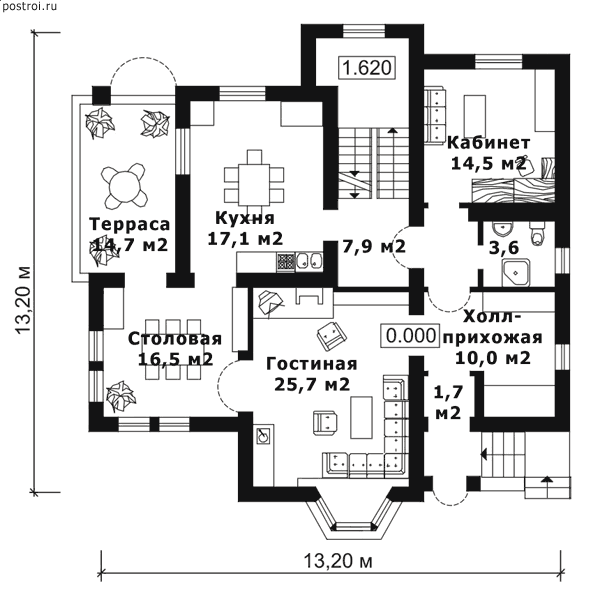 postroi.ru
1.620
Кабинет
14,5 м2
Терраса
14,7 м2
Кухня
17,1 м2
7,9 м2
3,6
13,20 м
Столовая
16,5 м2
Гостиная
25,7 м2
0.000
Холл-
прихожая
10,0 м2
1,7
м2
13,20 м